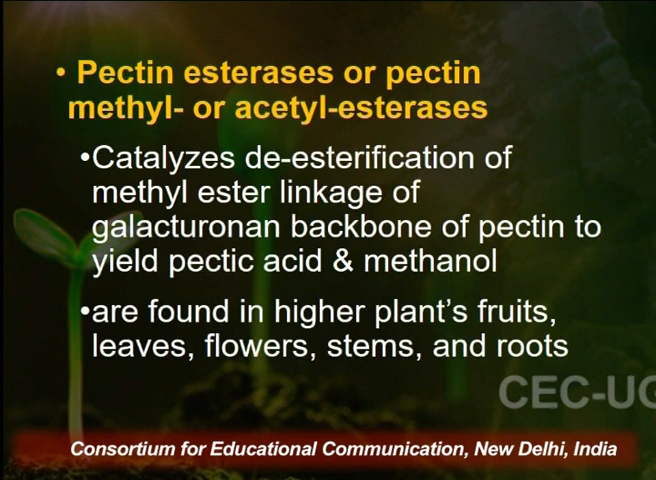 • Pectin esterases or pectin
methyl- or acetyl-esterases
•Catalyzes de-esterification of
methyl ester linkage of
galacturonan backbone of pectin to
yield pectic acid & methanol
•are found in higher plant's fruits,
leaves, flowers, stems, and roots
CEC-UG
Consortium for Educational Communication, New Delhi, India